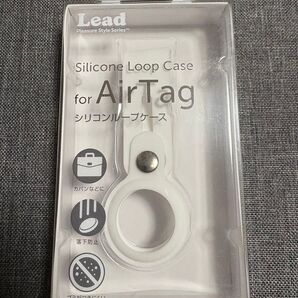 Lead
Pleasure Style Series™
Silicone Loop Case
for AirTag
シリコンループケース
カバンなどに
落下防止